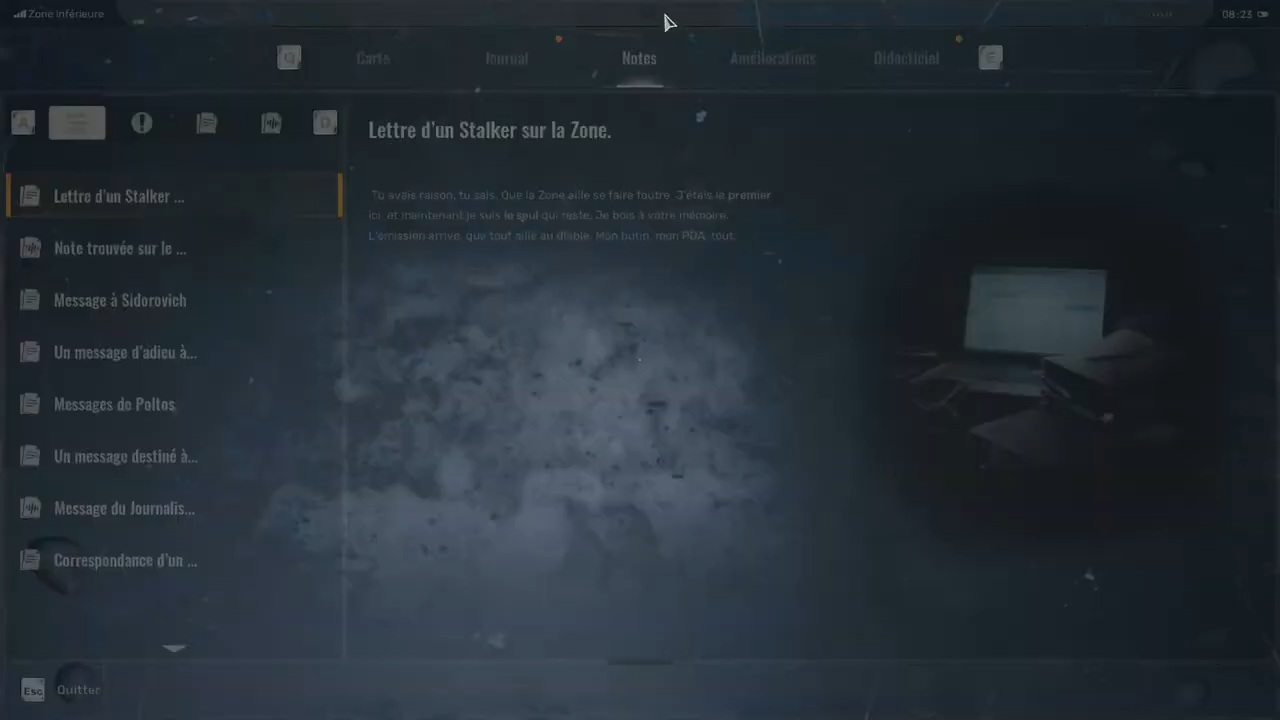 Zone Inférieure
08:23
Q
Carte
Journal
Notes
Améliorations
Didacticiel
E
A
D
Lettre d'un Stalker sur la Zone.
Lettre d'un Stalker ...
Tu avais raison, tu sais. Que la Zone aille se faire foutre. J'étais le premier
ici, et maintenant je suis le seul qui reste. Je bois à votre mémoire.
L'émission arrive, que tout aille au diable. Mon butin, mon PDA, tout.
Note trouvée sur le ...
Message à Sidorovich
Un message d'adieu à...
Messages de Poltos
Un message destiné à...
Message du Journalis...
Correspondance d'un ...
Esc
Quitter